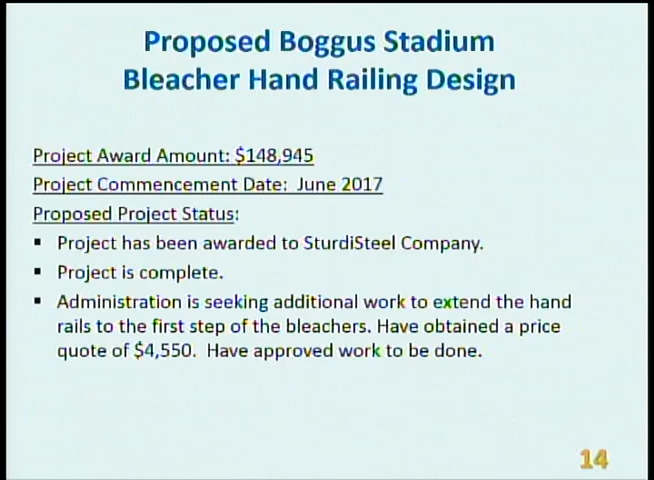 Proposed Boggus Stadium
Bleacher Hand Railing Design
Project Award Amount: $148,945
Project Commencement Date:  June 2017
Proposed Project Status:
▪ Project has been awarded to SturdiSteel Company.
▪ Project is complete.
▪ Administration is seeking additional work to extend the hand
rails to the first step of the bleachers. Have obtained a price
quote of $4,550.  Have approved work to be done.
14